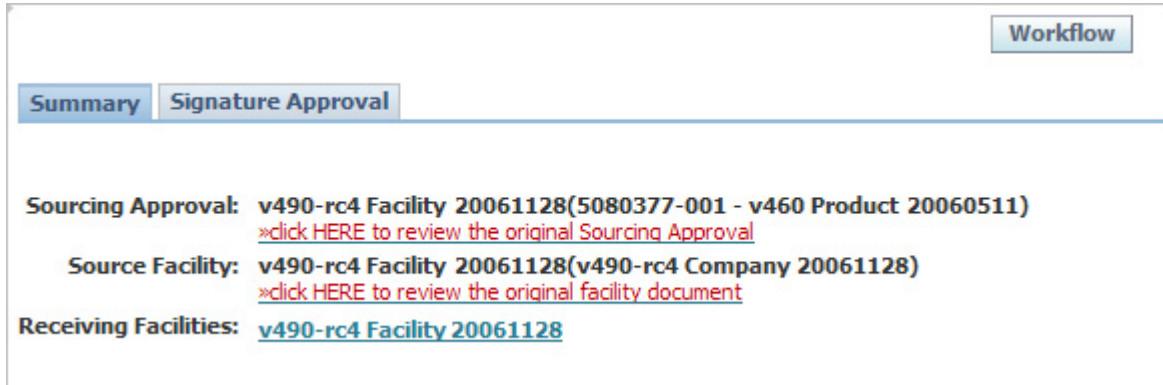 Workflow
Summary Signature Approval
Sourcing Approval: v490-rc4 Facility 20061128(5080377-001 - v460 Product 20060511)
»click HERE to review the original Sourcing Approval
Source Facility: v490-rc4 Facility 20061128(v490-rc4 Company 20061128)
»click HERE to review the original facility document
Receiving Facilities: v490-rc4 Facility 20061128